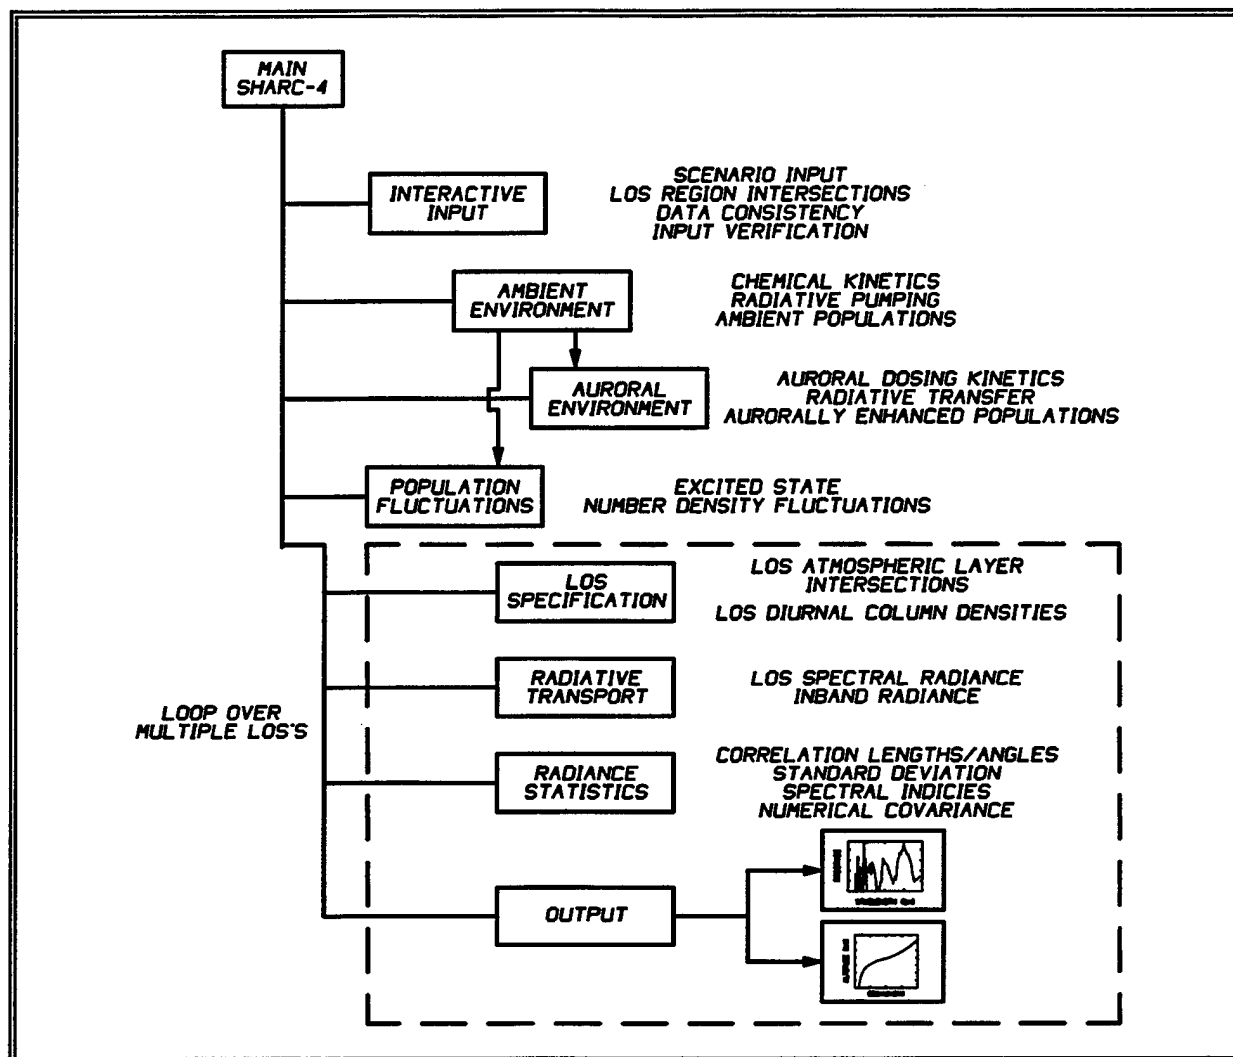 MAIN
SHARC-4
INTERACTIVE
INPUT
SCENARIO INPUT
LOS REGION INTERSECTIONS
DATA CONSISTENCY
INPUT VERIFICATION
AMBIENT
ENVIRONMENT
CHEMICAL KINETICS
RADIATIVE PUMPING
AMBIENT POPULATIONS
AURORAL
ENVIRONMENT
AURORAL DOSING KINETICS
RADIATIVE TRANSFER
AURORALLY ENHANCED POPULATIONS
POPULATION
FLUCTUATIONS
EXCITED STATE
NUMBER DENSITY FLUCTUATIONS
LOS
SPECIFICATION
LOS ATMOSPHERIC LAYER
INTERSECTIONS
LOS DIURNAL COLUMN DENSITIES
RADIATIVE
TRANSPORT
LOS SPECTRAL RADIANCE
INBAND RADIANCE
LOOP OVER
MULTIPLE LOS'S
RADIANCE
STATISTICS
CORRELATION LENGTHS/ANGLES
STANDARD DEVIATION
SPECTRAL INDICIES
NUMERICAL COVARIANCE
OUTPUT